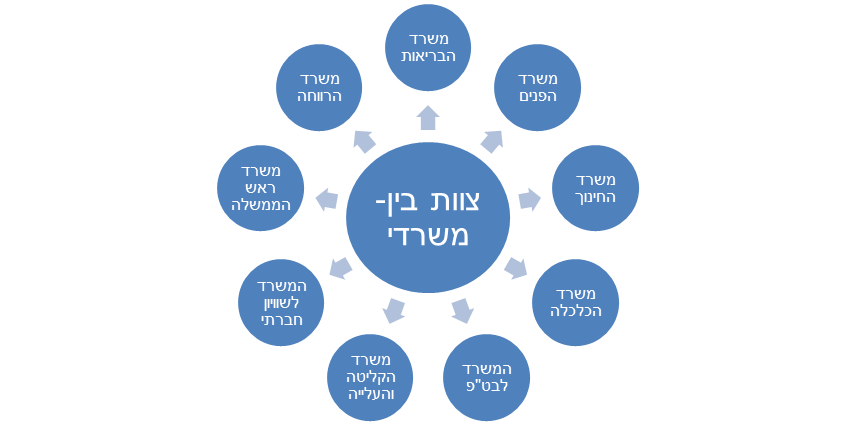 משרד
הבריאות
משרד
הפנים
משרד
החינוך
משרד
הכלכלה
המשרד
לבט"פ
משרד
הקליטה
והעלייה
המשרד
לשוויון
חברתי
משרד
ראש
הממשלה
משרד
הרווחה
צוות בין-
משרדי